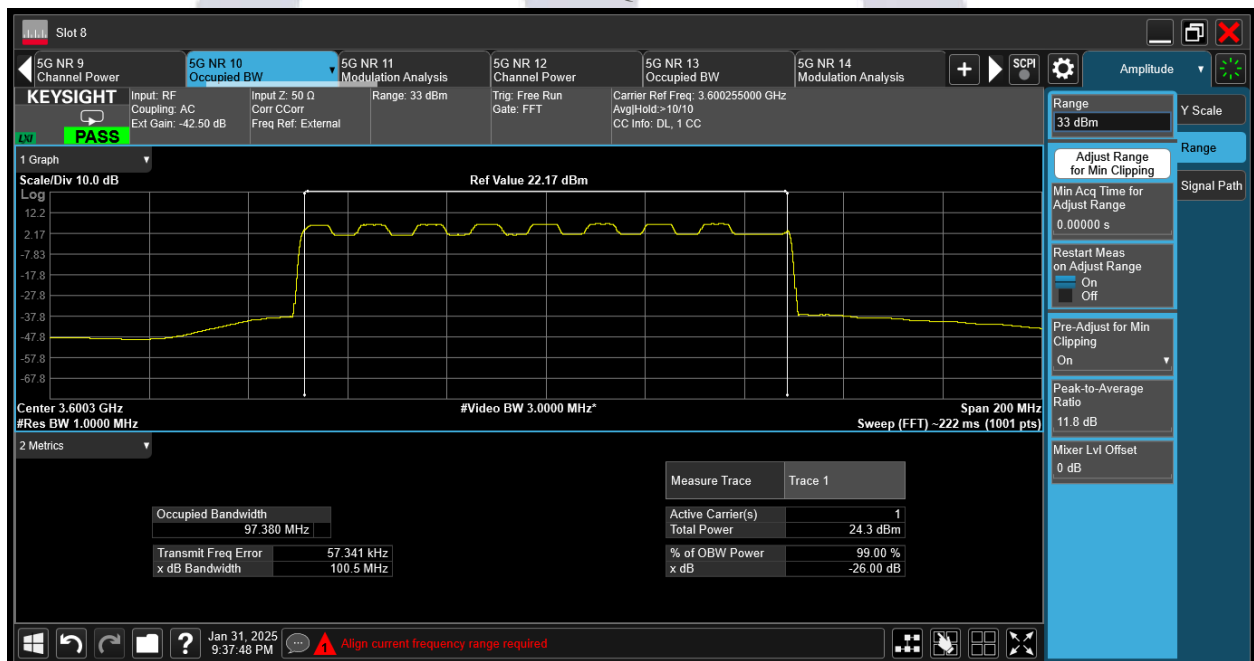 Slot 8
5G NR 9
Channel Power
5G NR 10
Occupied BW
5G NR 11
Modulation Analysis
5G NR 12
Channel Power
5G NR 13
Occupied BW
5G NR 14
Modulation Analysis
SCPI
Amplitude
KEYSIGHT
LXI
PASS
Input: RF
Coupling: AC
Ext Gain: -42.50 dB
Input Z: 50 Ω
Corr CCorr
Freq Ref: External
Range: 33 dBm
Trig: Free Run
Gate: FFT
Carrier Ref Freq: 3.600255000 GHz
Avg|Hold:>10/10
CC Info: DL, 1 CC
1 Graph
Scale/Div 10.0 dB
Ref Value 22.17 dBm
Log
12.2
2.17
-7.83
-17.8
-27.8
-37.8
-47.8
-57.8
-67.8
Center 3.6003 GHz
#Video BW 3.0000 MHz*
Span 200 MHz
#Res BW 1.0000 MHz
Sweep (FFT) ~222 ms (1001 pts)
2 Metrics
Measure Trace Trace 1
Occupied Bandwidth
97.380 MHz
Active Carrier(s) 1
Total Power 24.3 dBm
Transmit Freq Error 57.341 kHz
x dB Bandwidth 100.5 MHz
% of OBW Power 99.00 %
x dB -26.00 dB
Range
33 dBm
Adjust Range
for Min Clipping
Min Acq Time for
Adjust Range
0.00000 s
Restart Meas
on Adjust Range
On
Off
Pre-Adjust for Min
Clipping
On
Peak-to-Average
Ratio
11.8 dB
Mixer Lvl Offset
0 dB
Y Scale
Range
Signal Path
?
Jan 31, 2025
9:37:48 PM
1
Align current frequency range required